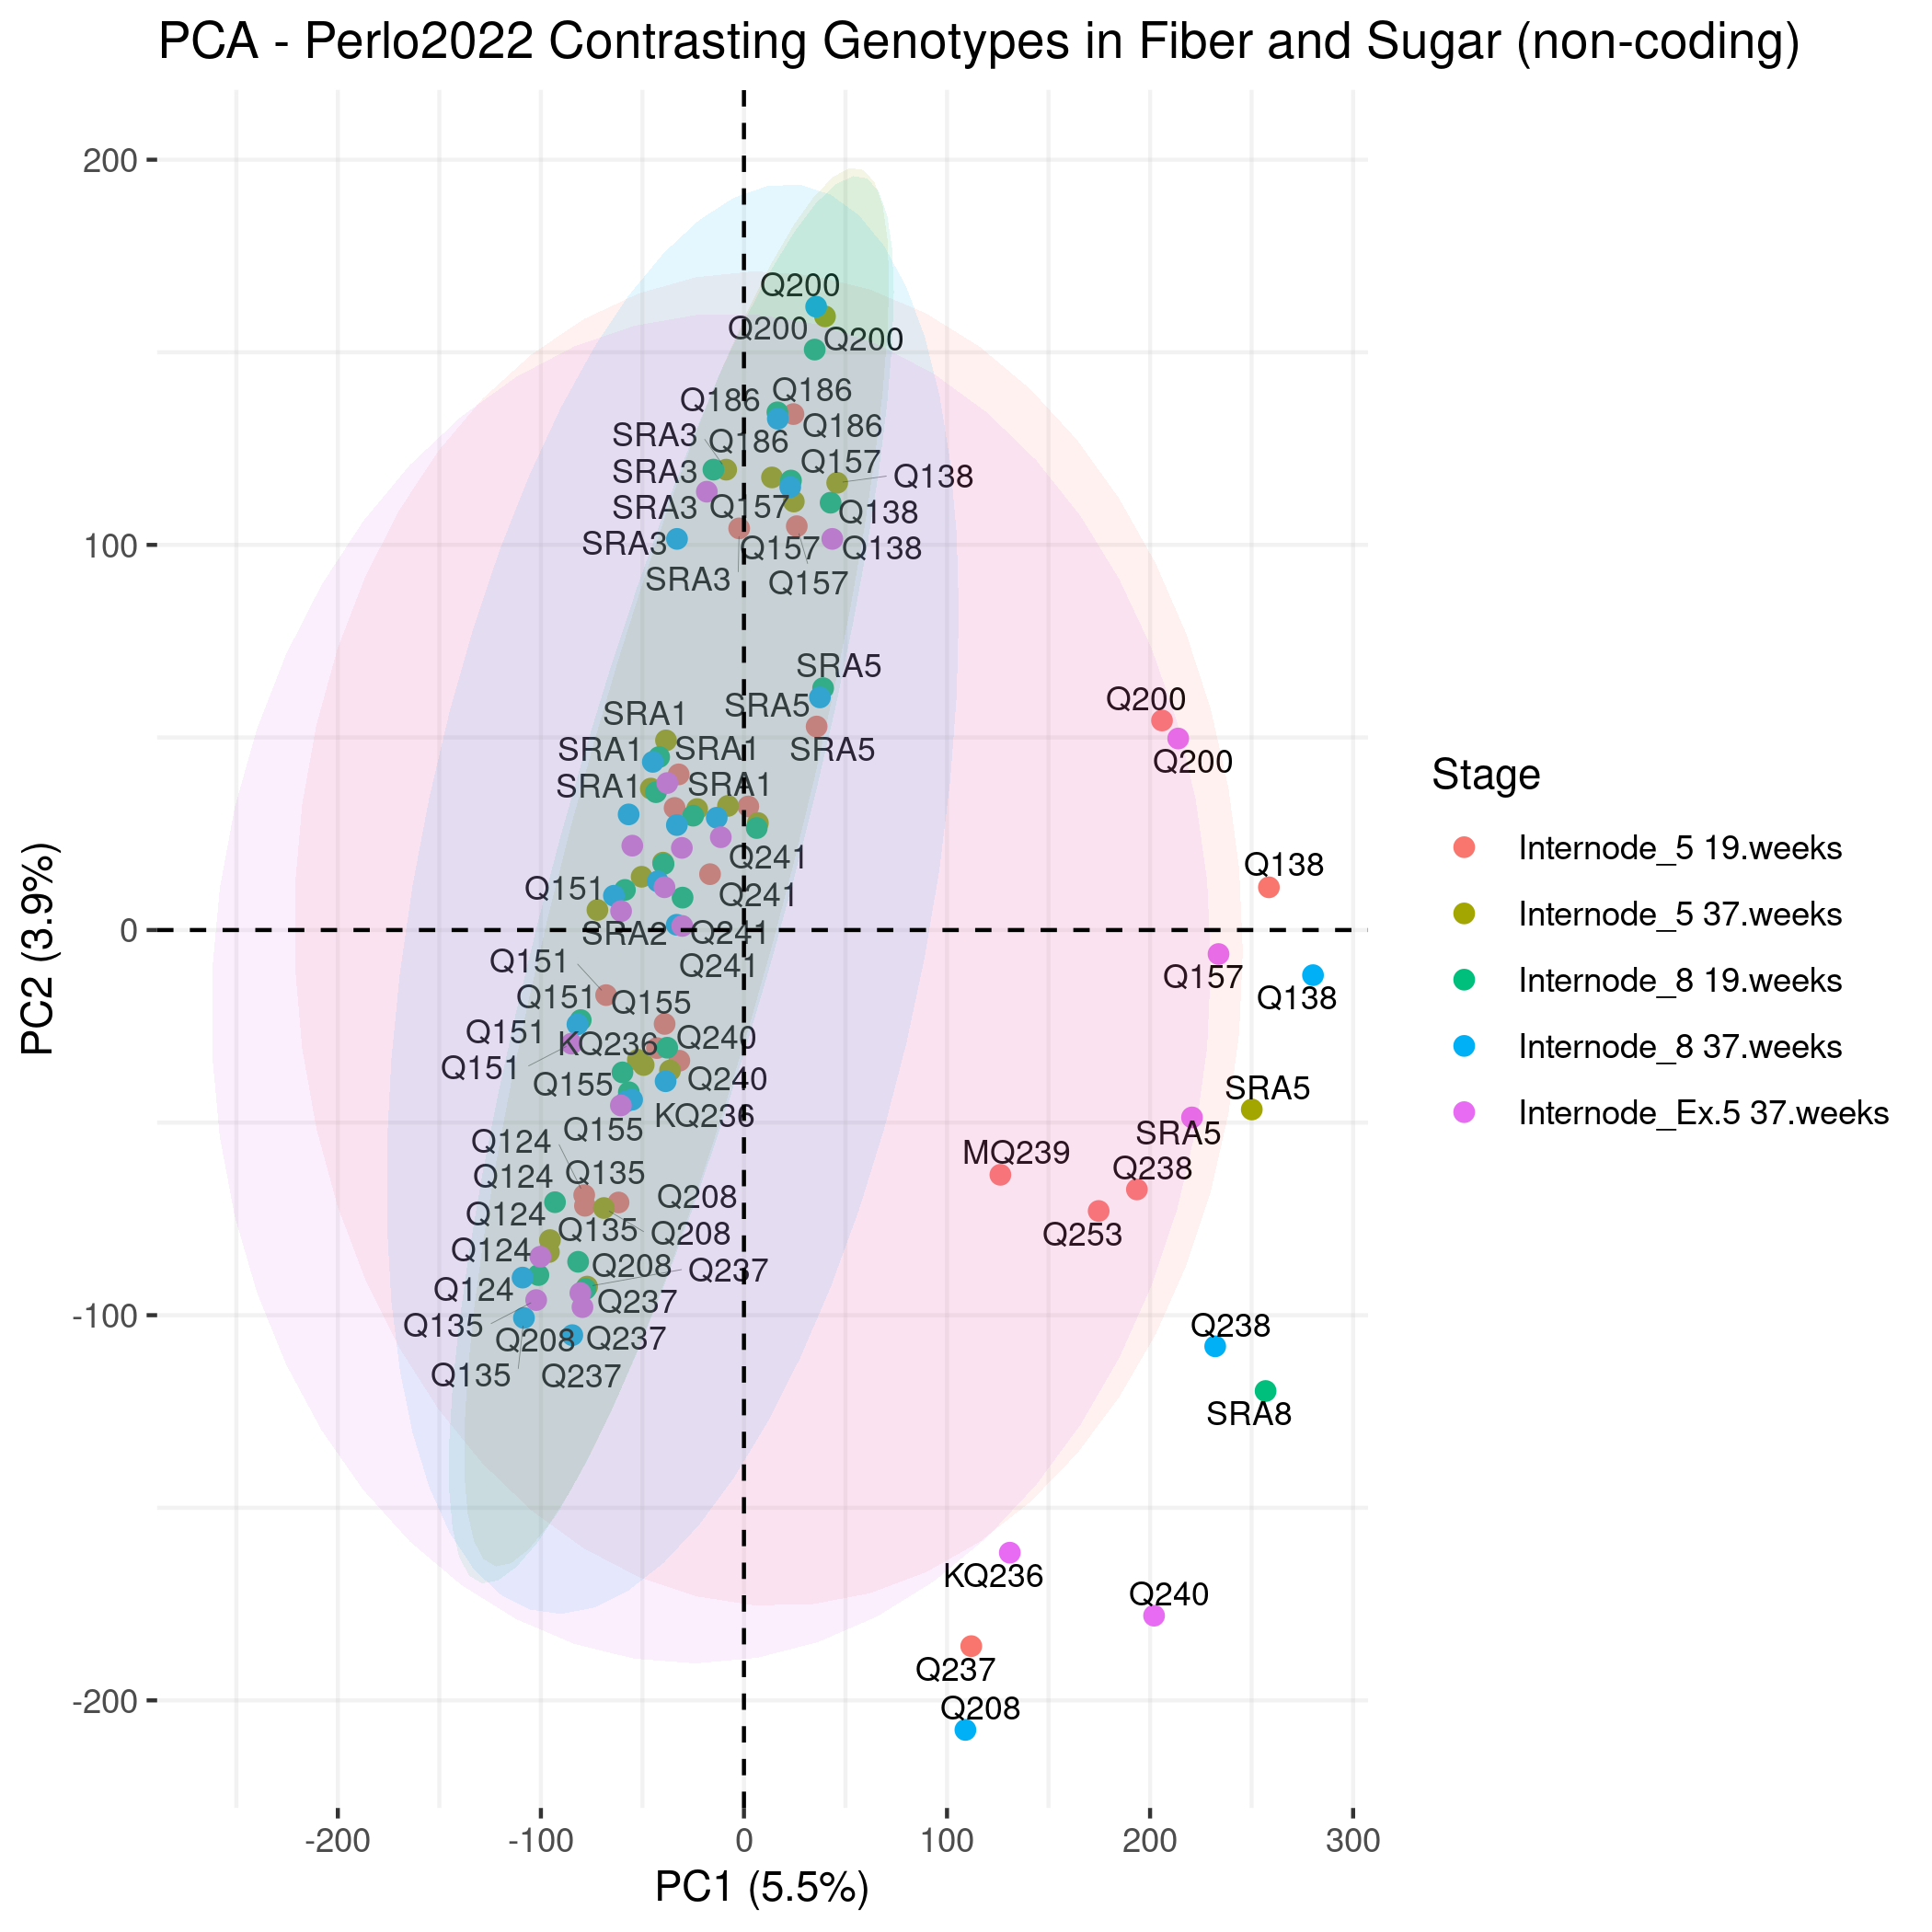 PCA - Perlo2022 Contrasting Genotypes in Fiber and Sugar (non-coding)
200
100
0
-100
-200
PC2 (3.9%)
Q200
Q200
Q200
Q186
Q186
SRA3
Q186
Q186
SRA3
Q157
Q138
SRA3
Q157
Q138
SRA3
Q157
Q138
SRA3
Q157
SRA5
SRA5
SRA5
SRA1
SRA1
SRA1
SRA1
SRA1
Q200
Q200
Q241
Q138
Q151
Q241
SRA2
Q241
Q241
Q151
Q157
Q138
Q151
Q155
Q151
KQ236
Q240
Q151
Q155
Q240
SRA5
KQ236
SRA5
Q155
Q124
MQ239
Q238
Q124
Q135
Q208
Q124
Q135
Q208
Q253
Q124
Q208
Q237
Q124
Q237
Q135
Q208
Q237
Q238
Q135
Q237
SRA8
KQ236
Q240
Q237
Q208
-200
-100
0
100
200
300
PC1 (5.5%)
Stage
Internode_5 19.weeks
Internode_5 37.weeks
Internode_8 19.weeks
Internode_8 37.weeks
Internode_Ex.5 37.weeks